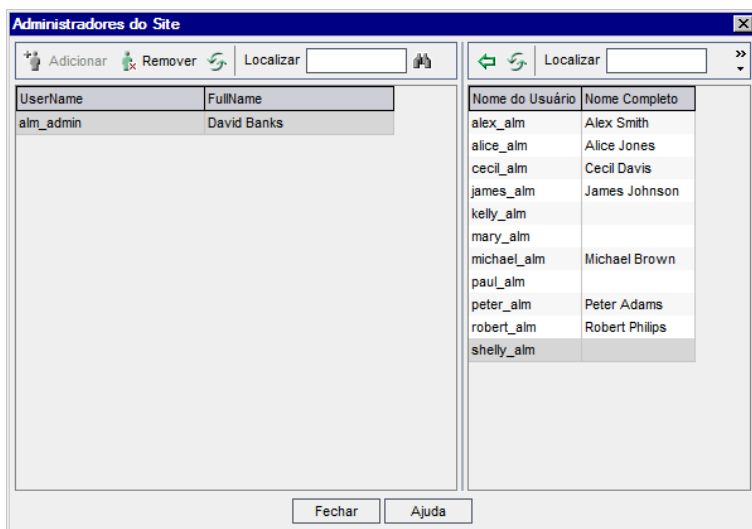 Administradores do Site
Adicionar Remover Localizar
UserName FullName
alm_admin David Banks
Localizar
Nome do Usuário Nome Completo
alex_alm Alex Smith
alice_alm Alice Jones
cecil_alm Cecil Davis
james_alm James Johnson
kelly_alm
mary_alm
michael_alm Michael Brown
paul_alm
peter_alm Peter Adams
robert_alm Robert Philips
shelly_alm
Fechar Ajuda